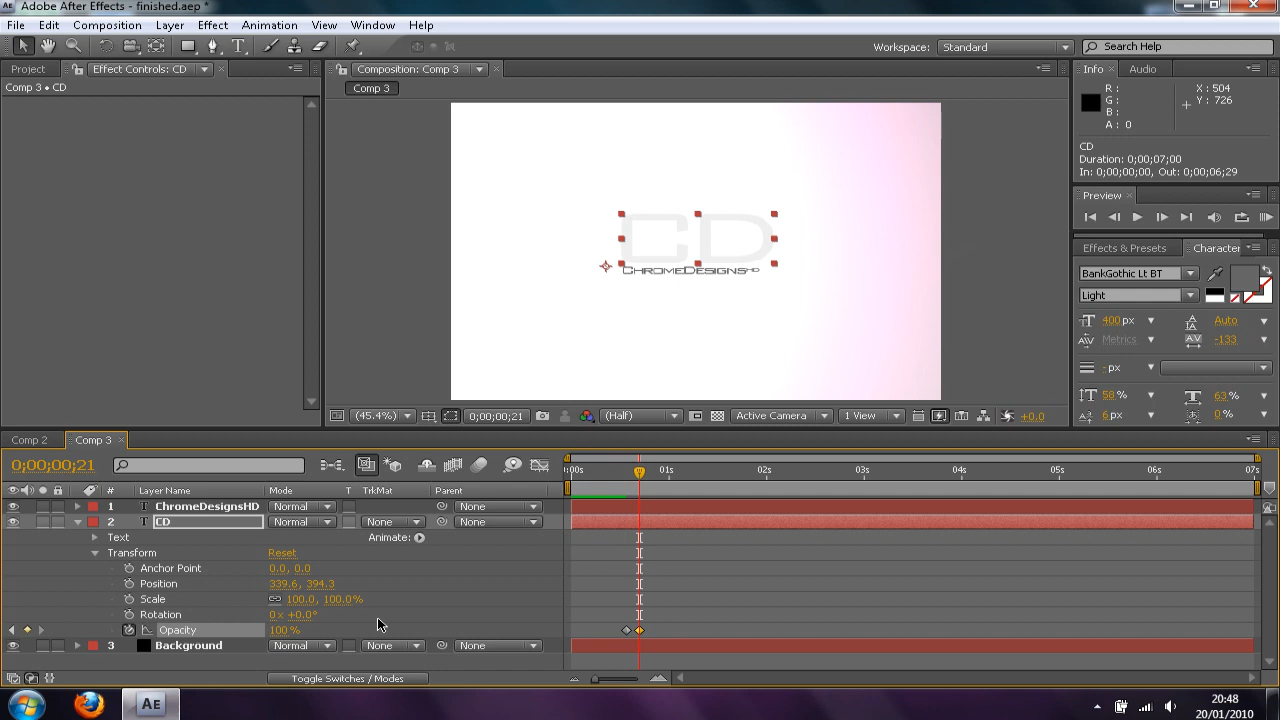 Adobe After Effects - finished.aep *
File Edit Composition Layer Effect Animation View Window Help
Workspace: Standard Search Help
Project Effect Controls: CD Composition: Comp 3 Info Audio
Comp 3 • CD
Comp 3
R :
G :
B :
A : 0
X : 504
Y : 726
CD
Duration: 0;00;07;00
In: 0;00;00;00, Out: 0;00;06;29
Preview
Effects & Presets Character
BankGothic Lt BT
Light
400 px Auto
Metrics -133
- px
58 % 63 %
6 px 0 %
CD
ChromeDesignsHD
(45.4%) 0;00;00;21 (Half) Active Camera 1 View +0.0
Comp 2 Comp 3
0;00;00;21
:00s 01s 02s 03s 04s 05s 06s 07s
# Layer Name Mode T TrkMat Parent
1 T ChromeDesignsHD Normal None
2 T CD Normal None None
Text Animate:
Transform Reset
Anchor Point 0.0, 0.0
Position 339.6, 394.3
Scale 100.0, 100.0%
Rotation 0x +0.0°
Opacity 100 %
3 Background Normal None None
Toggle Switches / Modes
AE
20:48
20/01/2010